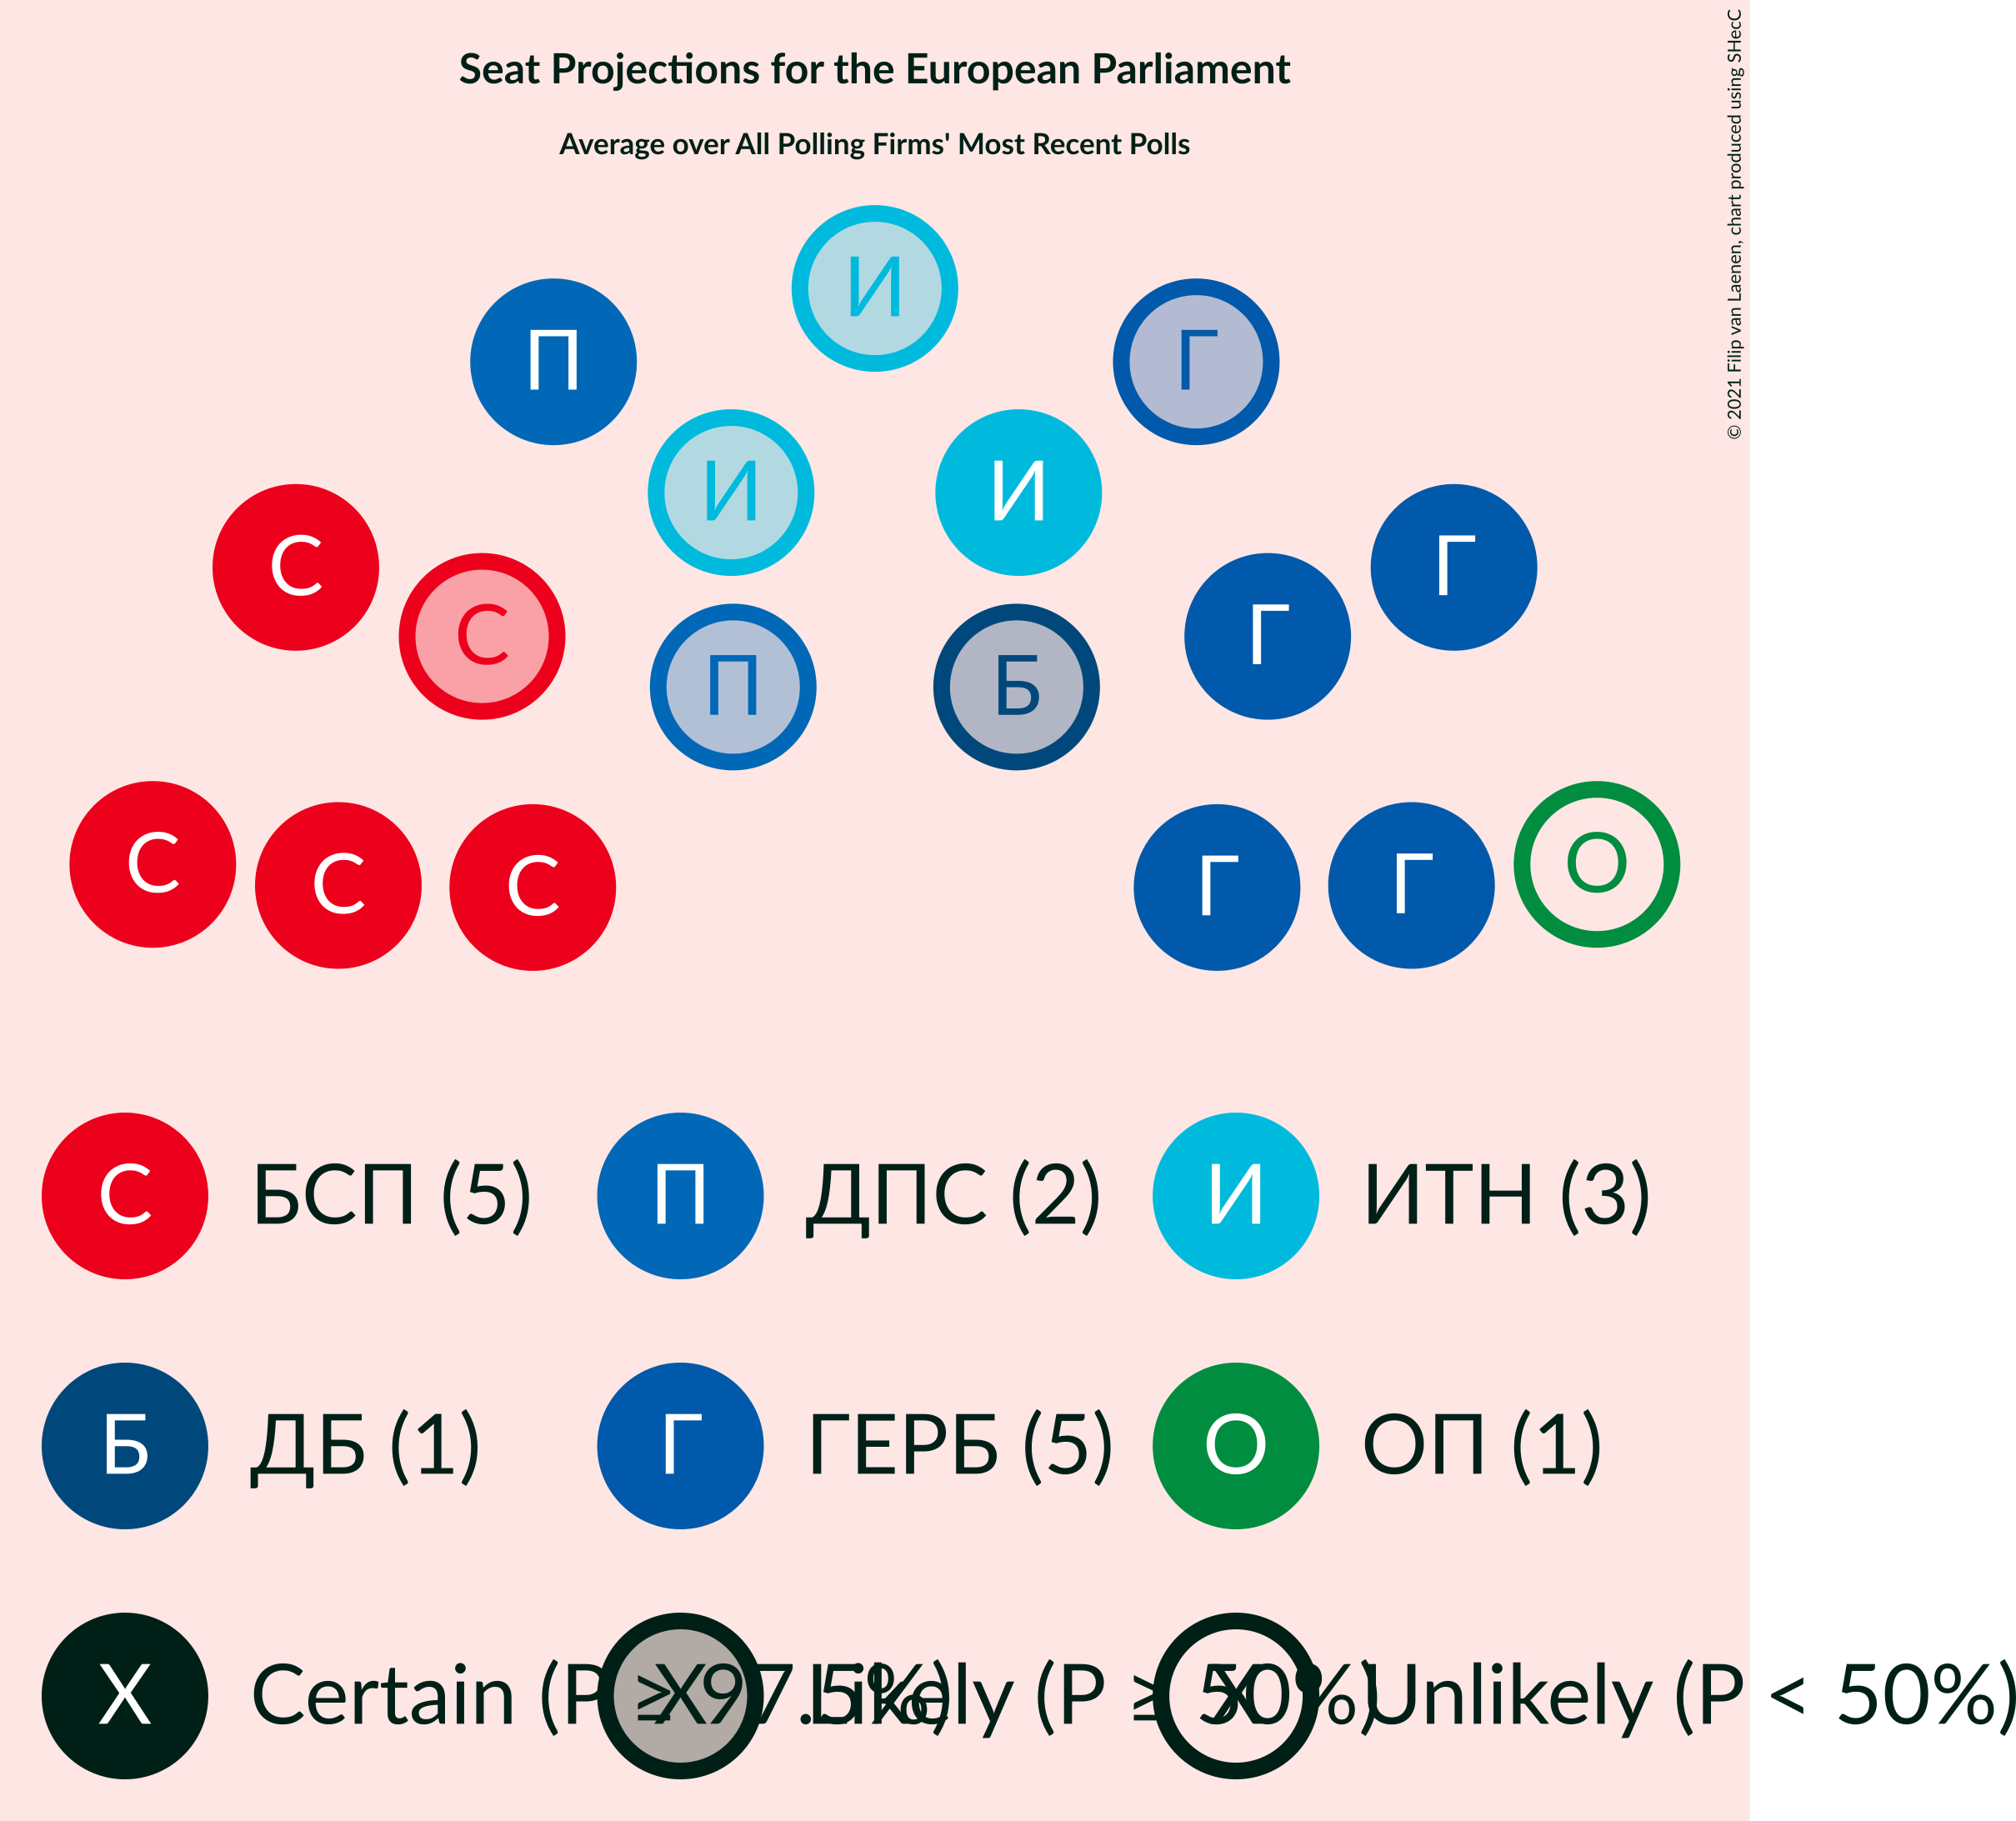 Seat Projections for the European Parliament
Average over All Polling Firms' Most Recent Polls
© 2021 Filip van Laenen, chart produced using SHecC
И
П
Г
И
И
С
Г
С
Г
П
Б
С
С
С
Г
Г
О
С БСП (5) П ДПС (2) И ИТН (3)
Б ДБ (1) Г ГЕРБ (5) О ОП (1)
X Certain (P ≥ 97.5%) X Likely (P ≥ 50%) X Unlikely (P < 50%)